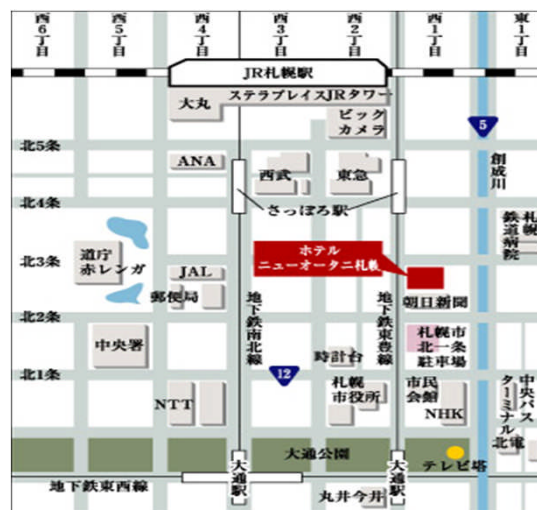 西6丁目
西5丁目
西4丁目
西3丁目
西2丁目
西1丁目
東1丁目
JR札幌駅
大丸
ステラプレイスJRタワー
ビック
カメラ
5
北5条
ANA
西武
東急
創成川
北4条
さっぽろ駅
札幌
鉄道病院
北3条
道庁
赤レンガ
JAL
ホテル
ニューオータニ札幌
郵便局
地下鉄南北線
地下鉄東豊線
朝日新聞
北2条
中央署
時計台
札幌市
北一条
駐車場
北1条
12
NTT
札幌
市役所
市民
会館
NHK
中央バス
ターミナル
北電
大通公園
テレビ塔
大通駅
大通駅
地下鉄東西線
丸井今井